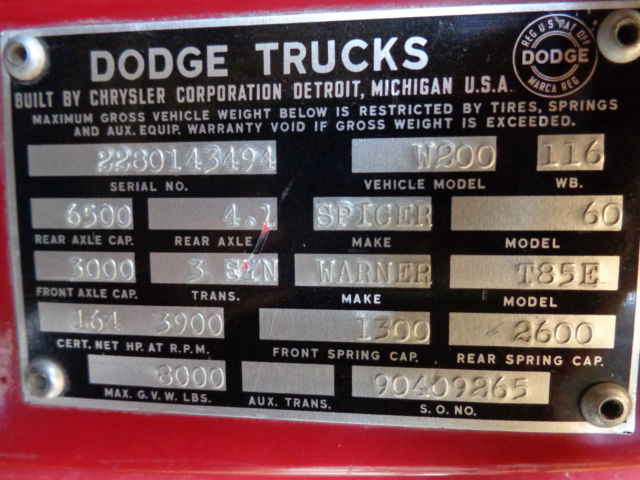 DODGE TRUCKS
REG US PAT OFF
DODGE
MARCA REG
BUILT BY CHRYSLER CORPORATION DETROIT, MICHIGAN U.S.A.
MAXIMUM GROSS VEHICLE WEIGHT BELOW IS RESTRICTED BY TIRES, SPRINGS
AND AUX. EQUIP. WARRANTY VOID IF GROSS WEIGHT IS EXCEEDED.
2280143494 W200 116
SERIAL NO. VEHICLE MODEL WB.
6500 4.1 SPICER 60
REAR AXLE CAP. REAR AXLE MAKE MODEL
3000 3 SYN WARNER T85E
FRONT AXLE CAP. TRANS. MAKE MODEL
164 3900 1300 2600
CERT. NET HP. AT R.P.M. FRONT SPRING CAP. REAR SPRING CAP.
8000 90409265
MAX. G.V.W. LBS. AUX. TRANS. S.O. NO.